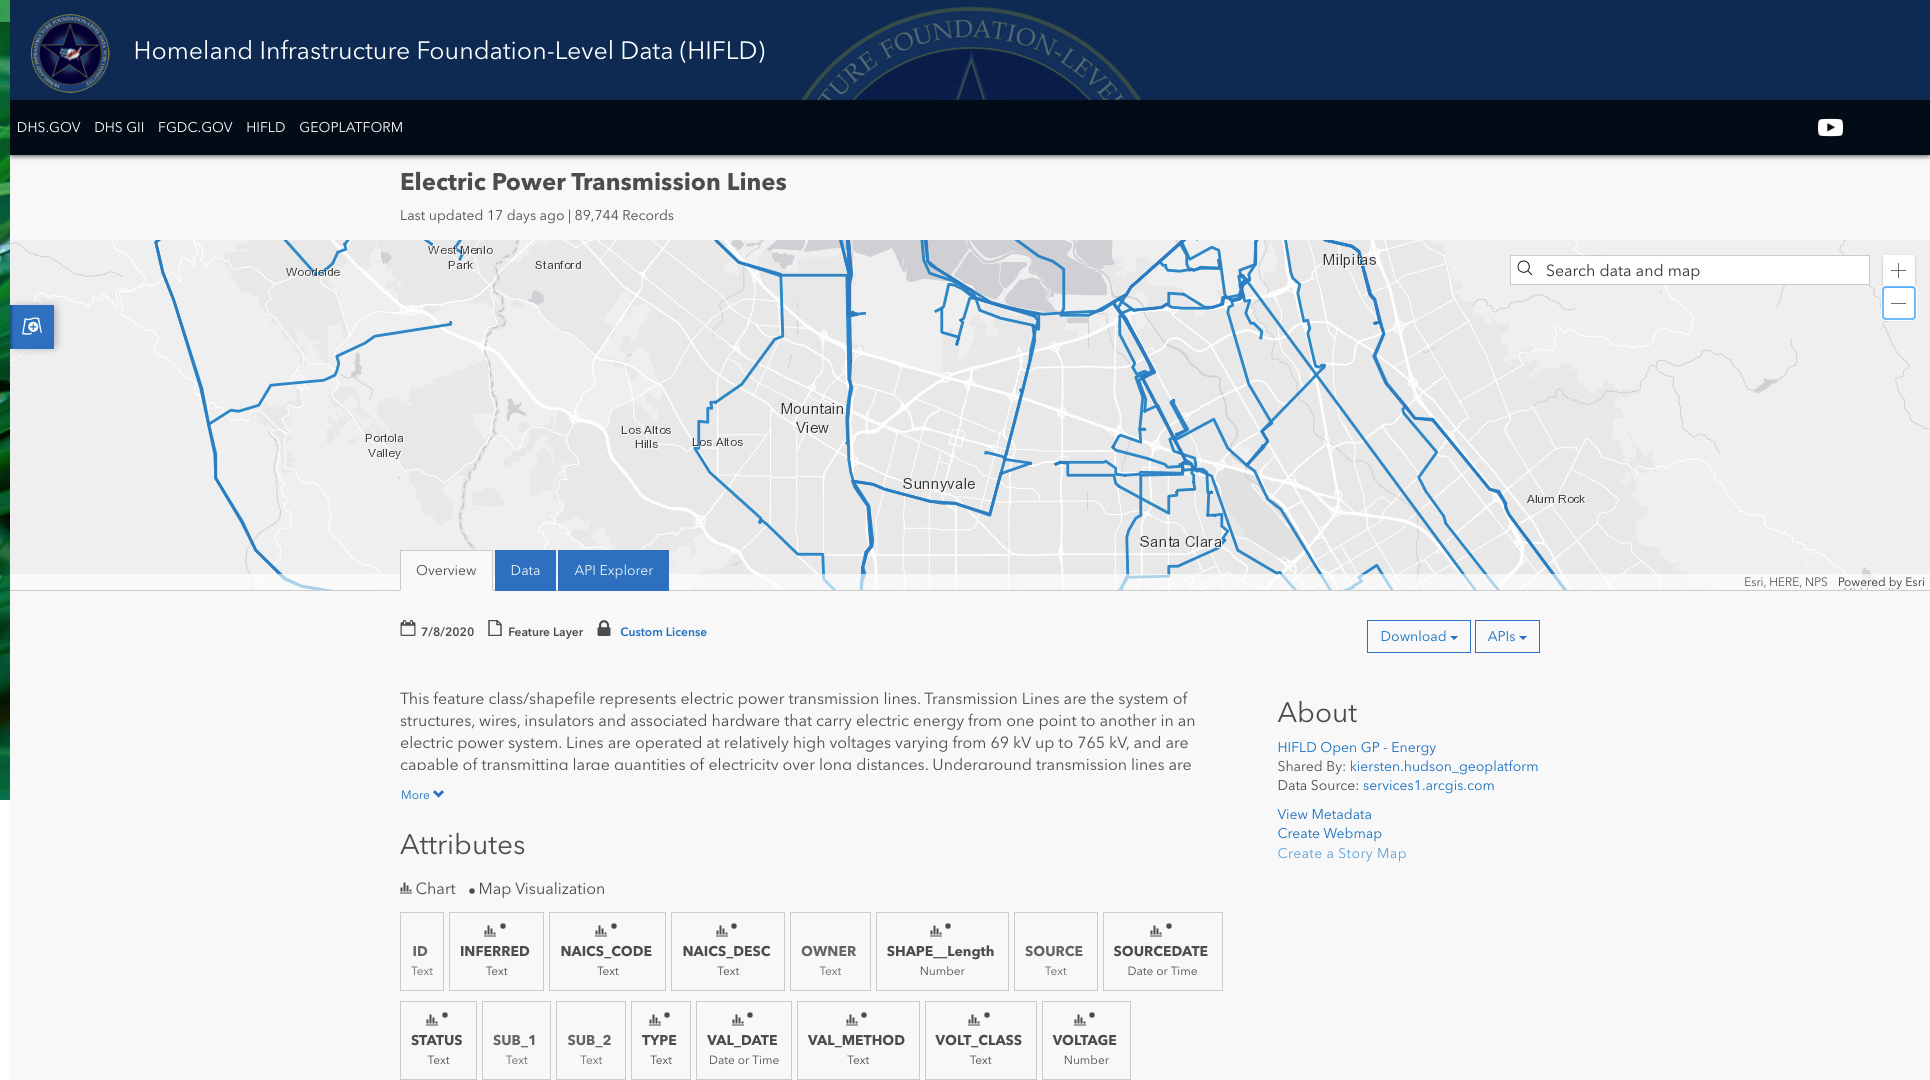 Homeland Infrastructure Foundation-Level Data (HIFLD)
TURE FOUNDATION-LEVEL
DHS.GOV DHS GII FGDC.GOV HIFLD GEOPLATFORM
Electric Power Transmission Lines
Last updated 17 days ago | 89,744 Records
West Menlo Park
Woodside
Stanford
Milpitas
Search data and map
Mountain View
Portola Valley
Los Altos Hills
Los Altos
Sunnyvale
Alum Rock
Santa Clara
Overview Data API Explorer
Esri, HERE, NPS Powered by Esri
7/8/2020 Feature Layer Custom License
Download APIs
This feature class/shapefile represents electric power transmission lines. Transmission Lines are the system of
structures, wires, insulators and associated hardware that carry electric energy from one point to another in an
electric power system. Lines are operated at relatively high voltages varying from 69 kV up to 765 kV, and are
capable of transmitting large quantities of electricity over long distances. Underground transmission lines are
More
About
HIFLD Open GP - Energy
Shared By: kiersten.hudson_geoplatform
Data Source: services1.arcgis.com
View Metadata
Create Webmap
Create a Story Map
Attributes
Chart • Map Visualization
ID INFERRED NAICS_CODE NAICS_DESC OWNER SHAPE__Length SOURCE SOURCEDATE
Text Text Text Text Text Number Text Date or Time
STATUS SUB_1 SUB_2 TYPE VAL_DATE VAL_METHOD VOLT_CLASS VOLTAGE
Text Text Text Text Date or Time Text Text Number